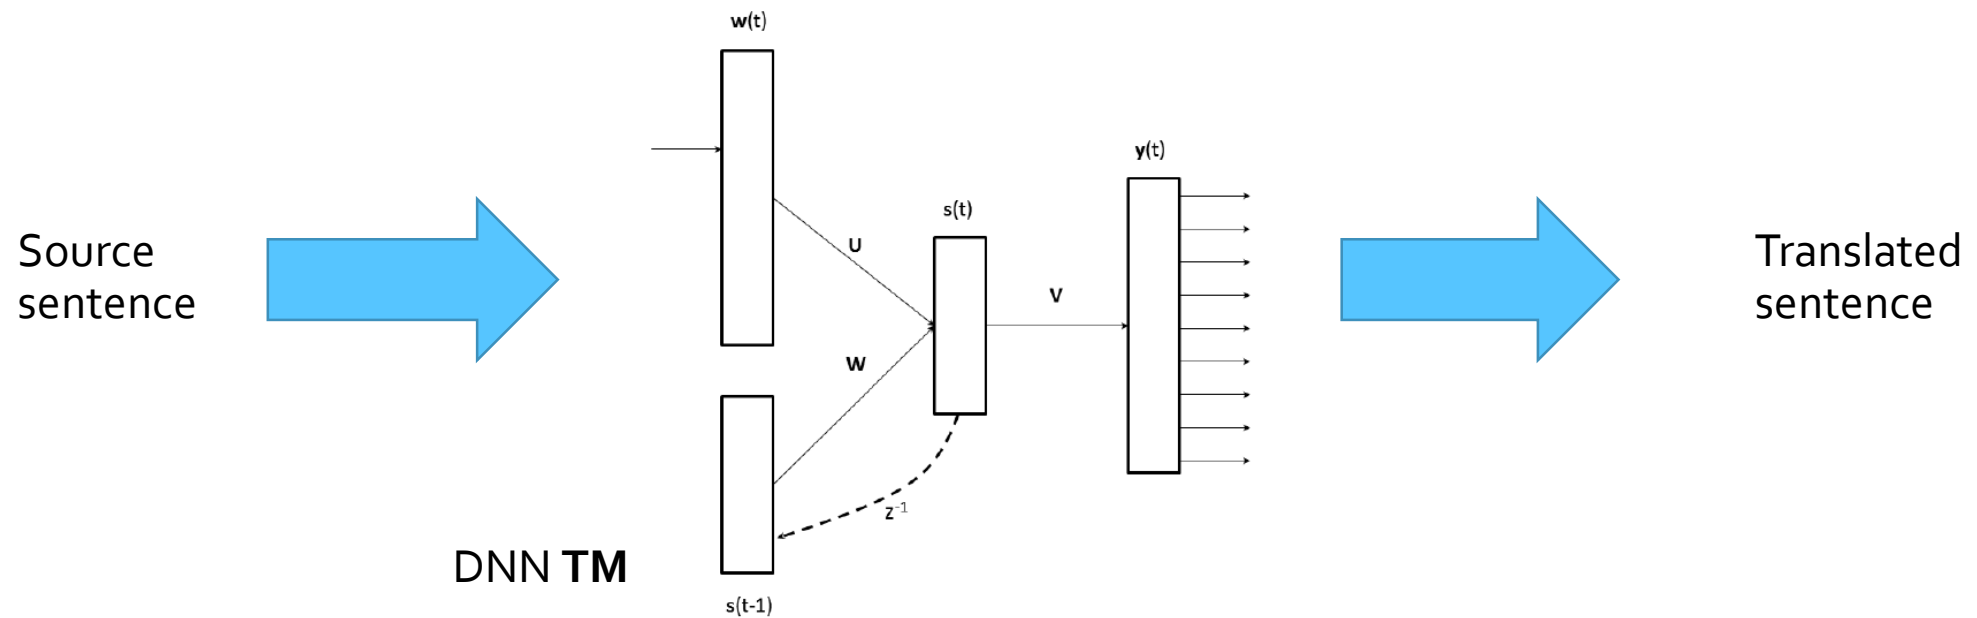 w(t)
y(t)
s(t)
U
Source
sentence
V
Translated
sentence
W
z⁻¹
DNN TM
s(t-1)